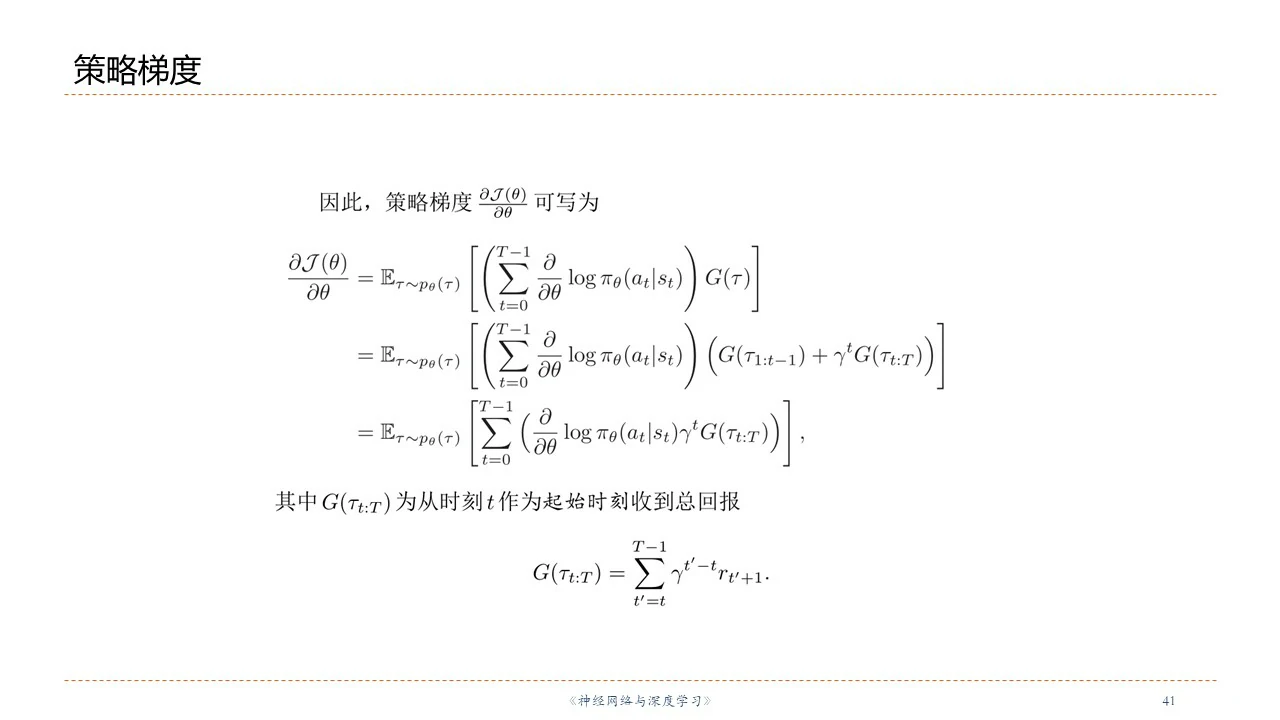 策略梯度
因此，策略梯度 $\frac{\partial \mathcal{J}(\theta)}{\partial \theta}$ 可写为
$\frac{\partial \mathcal{J}(\theta)}{\partial \theta} = \mathbb{E}_{\tau \sim p_\theta(\tau)} \left[ \left( \sum_{t=0}^{T-1} \frac{\partial}{\partial \theta} \log \pi_\theta(a_t|s_t) \right) G(\tau) \right]$
$= \mathbb{E}_{\tau \sim p_\theta(\tau)} \left[ \left( \sum_{t=0}^{T-1} \frac{\partial}{\partial \theta} \log \pi_\theta(a_t|s_t) \right) \left( G(\tau_{1:t-1}) + \gamma^t G(\tau_{t:T}) \right) \right]$
$= \mathbb{E}_{\tau \sim p_\theta(\tau)} \left[ \sum_{t=0}^{T-1} \left( \frac{\partial}{\partial \theta} \log \pi_\theta(a_t|s_t) \gamma^t G(\tau_{t:T}) \right) \right],$
其中 $G(\tau_{t:T})$ 为从时刻 $t$ 作为起始时刻收到总回报
$G(\tau_{t:T}) = \sum_{t'=t}^{T-1} \gamma^{t'-t} r_{t'+1}.$
《神经网络与深度学习》
41